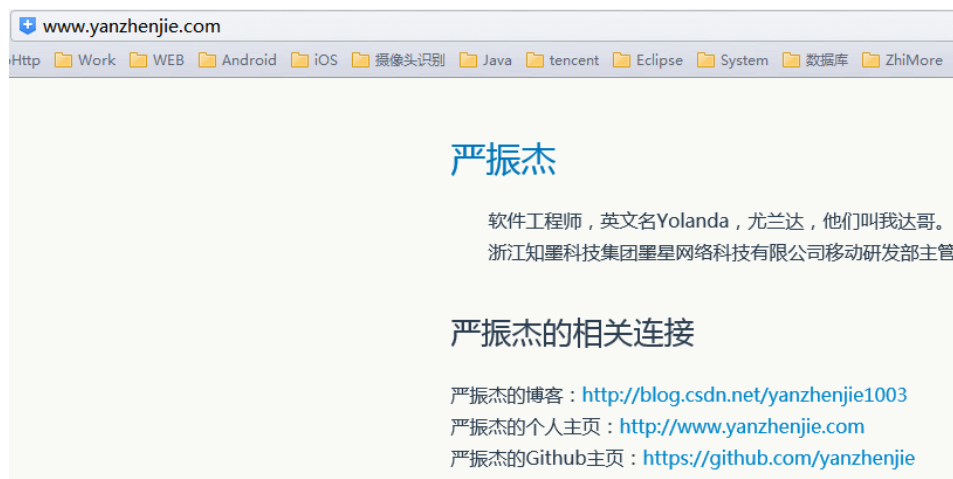 www.yanzhenjie.com
Http Work WEB Android iOS 摄像头识别 Java tencent Eclipse System 数据库 ZhiMore
严振杰
软件工程师，英文名Yolanda，尤兰达，他们叫我达哥。
浙江知墨科技集团墨星网络科技有限公司移动研发部主管
严振杰的相关连接
严振杰的博客：http://blog.csdn.net/yanzhenjie1003
严振杰的个人主页：http://www.yanzhenjie.com
严振杰的Github主页：https://github.com/yanzhenjie